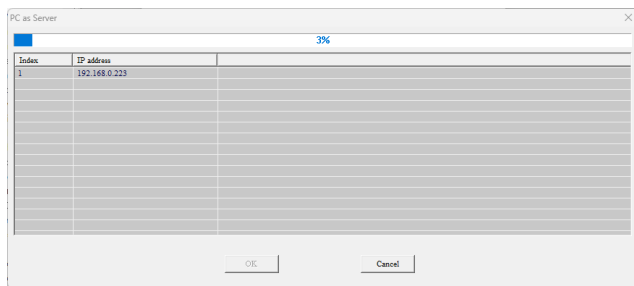 PC as Server
3%
Index IP address
1 192.168.0.223
OK Cancel